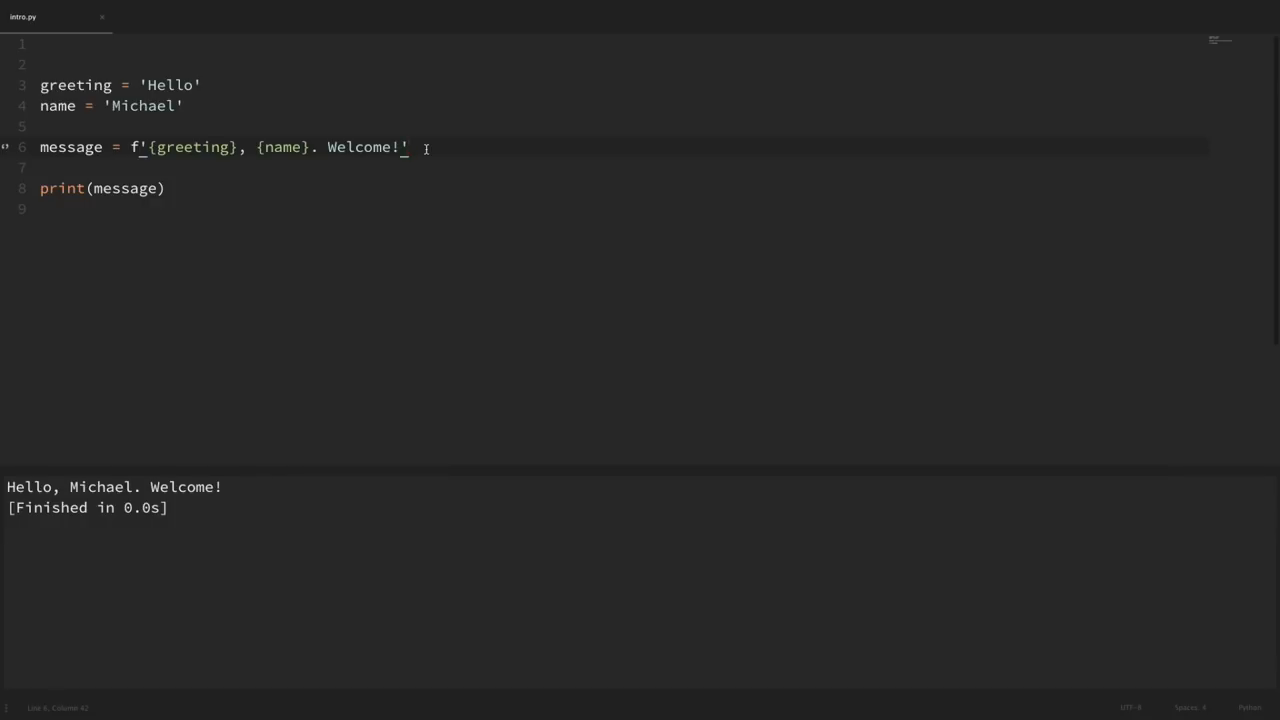 intro.py ×
1
2
3 greeting = 'Hello'
4 name = 'Michael'
5
6 message = f'{greeting}, {name}. Welcome!'
7
8 print(message)
9
Hello, Michael. Welcome!
[Finished in 0.0s]
Line 6, Column 42 UTF-8 Spaces: 4 Python